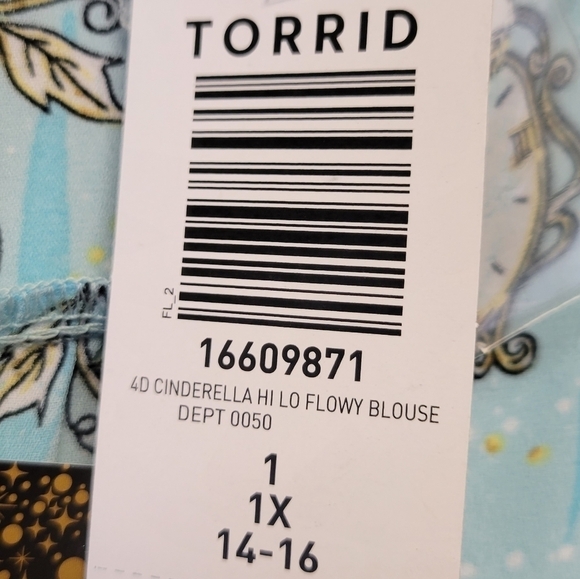 TORRID
FL_2
16609871
4D CINDERELLA HI LO FLOWY BLOUSE
DEPT 0050
1
1X
14-16